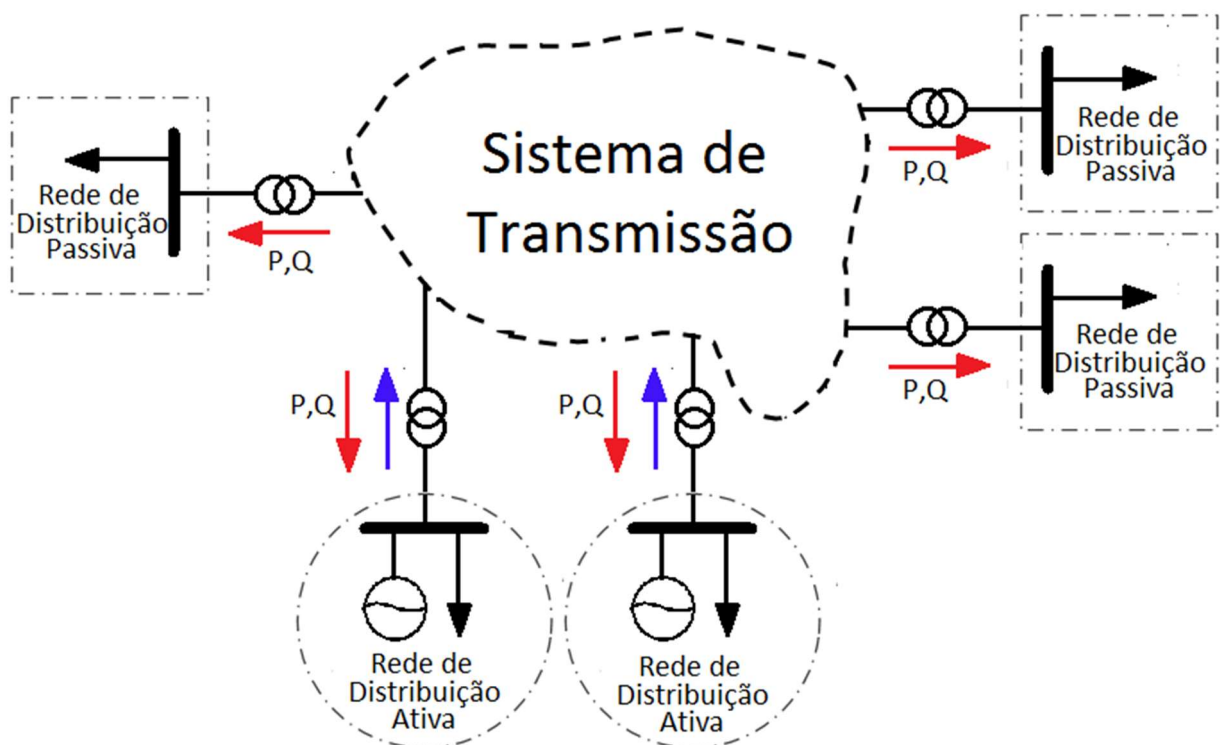 Sistema de
Transmissão
Rede de
Distribuição
Passiva
P,Q
P,Q
Rede de
Distribuição
Passiva
P,Q
Rede de
Distribuição
Passiva
P,Q
P,Q
Rede de
Distribuição
Ativa
Rede de
Distribuição
Ativa